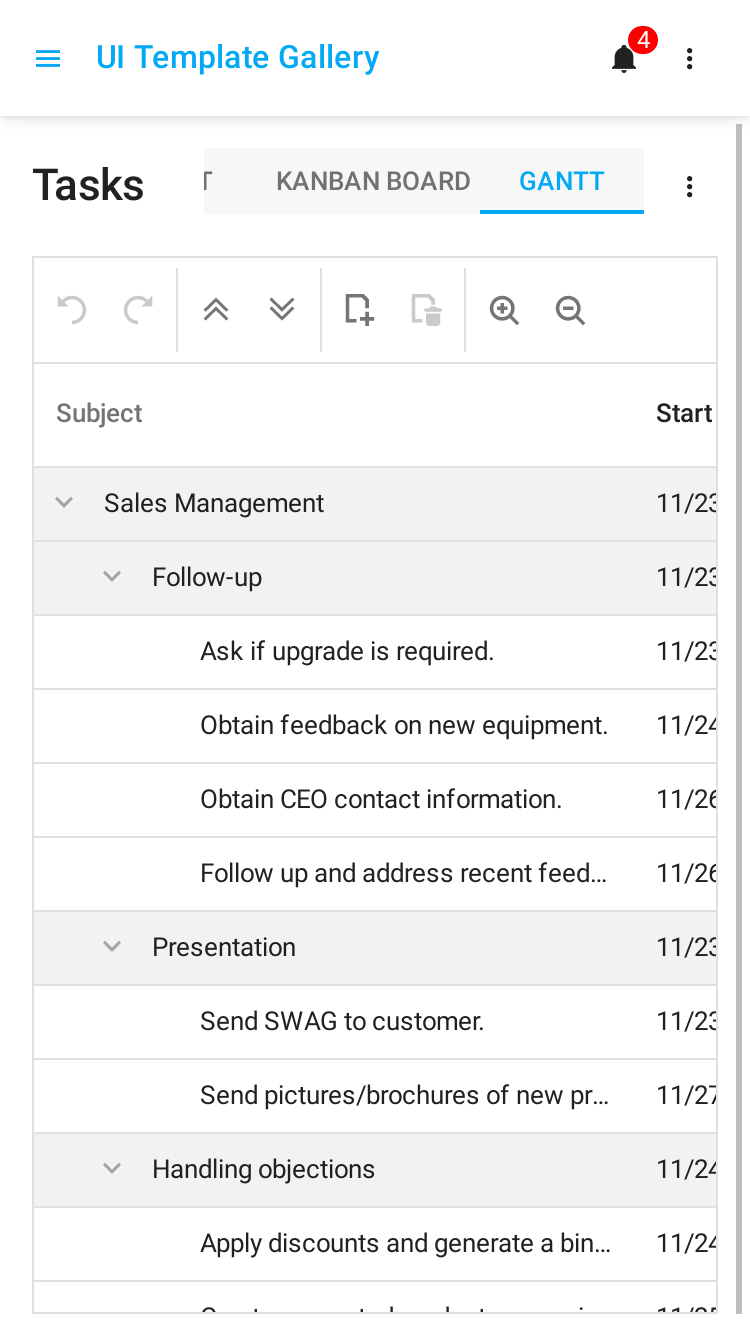 UI Template Gallery
4
Tasks
KANBAN BOARD
GANTT
Subject
Start
Sales Management
11/23
Follow-up
11/23
Ask if upgrade is required.
11/23
Obtain feedback on new equipment.
11/24
Obtain CEO contact information.
11/26
Follow up and address recent feed...
11/26
Presentation
11/23
Send SWAG to customer.
11/23
Send pictures/brochures of new pr...
11/27
Handling objections
11/24
Apply discounts and generate a bin...
11/24